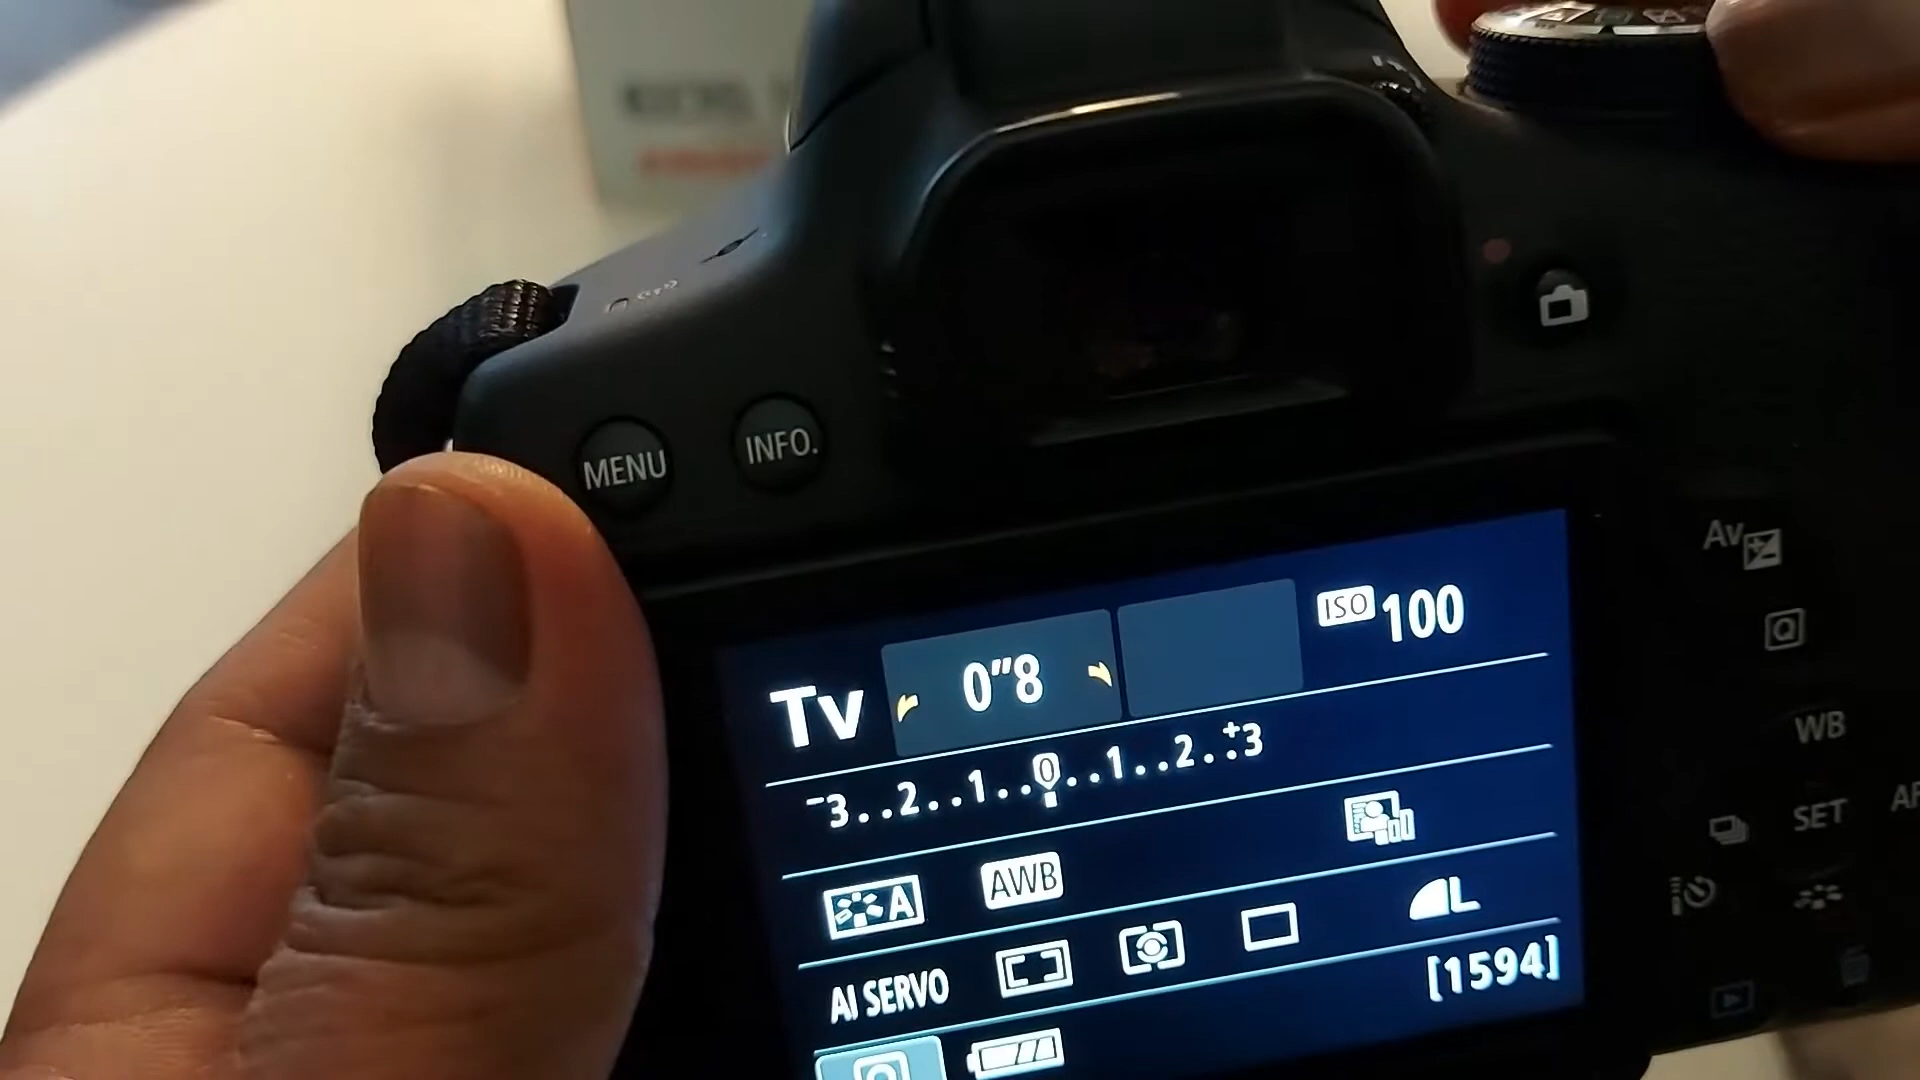 MENU INFO.
Av
Q
WB
SET
AF
Tv 0"8 ISO 100
-3..2..1..0..1..2..+3
A AWB
L
AI SERVO
[1594]
Q